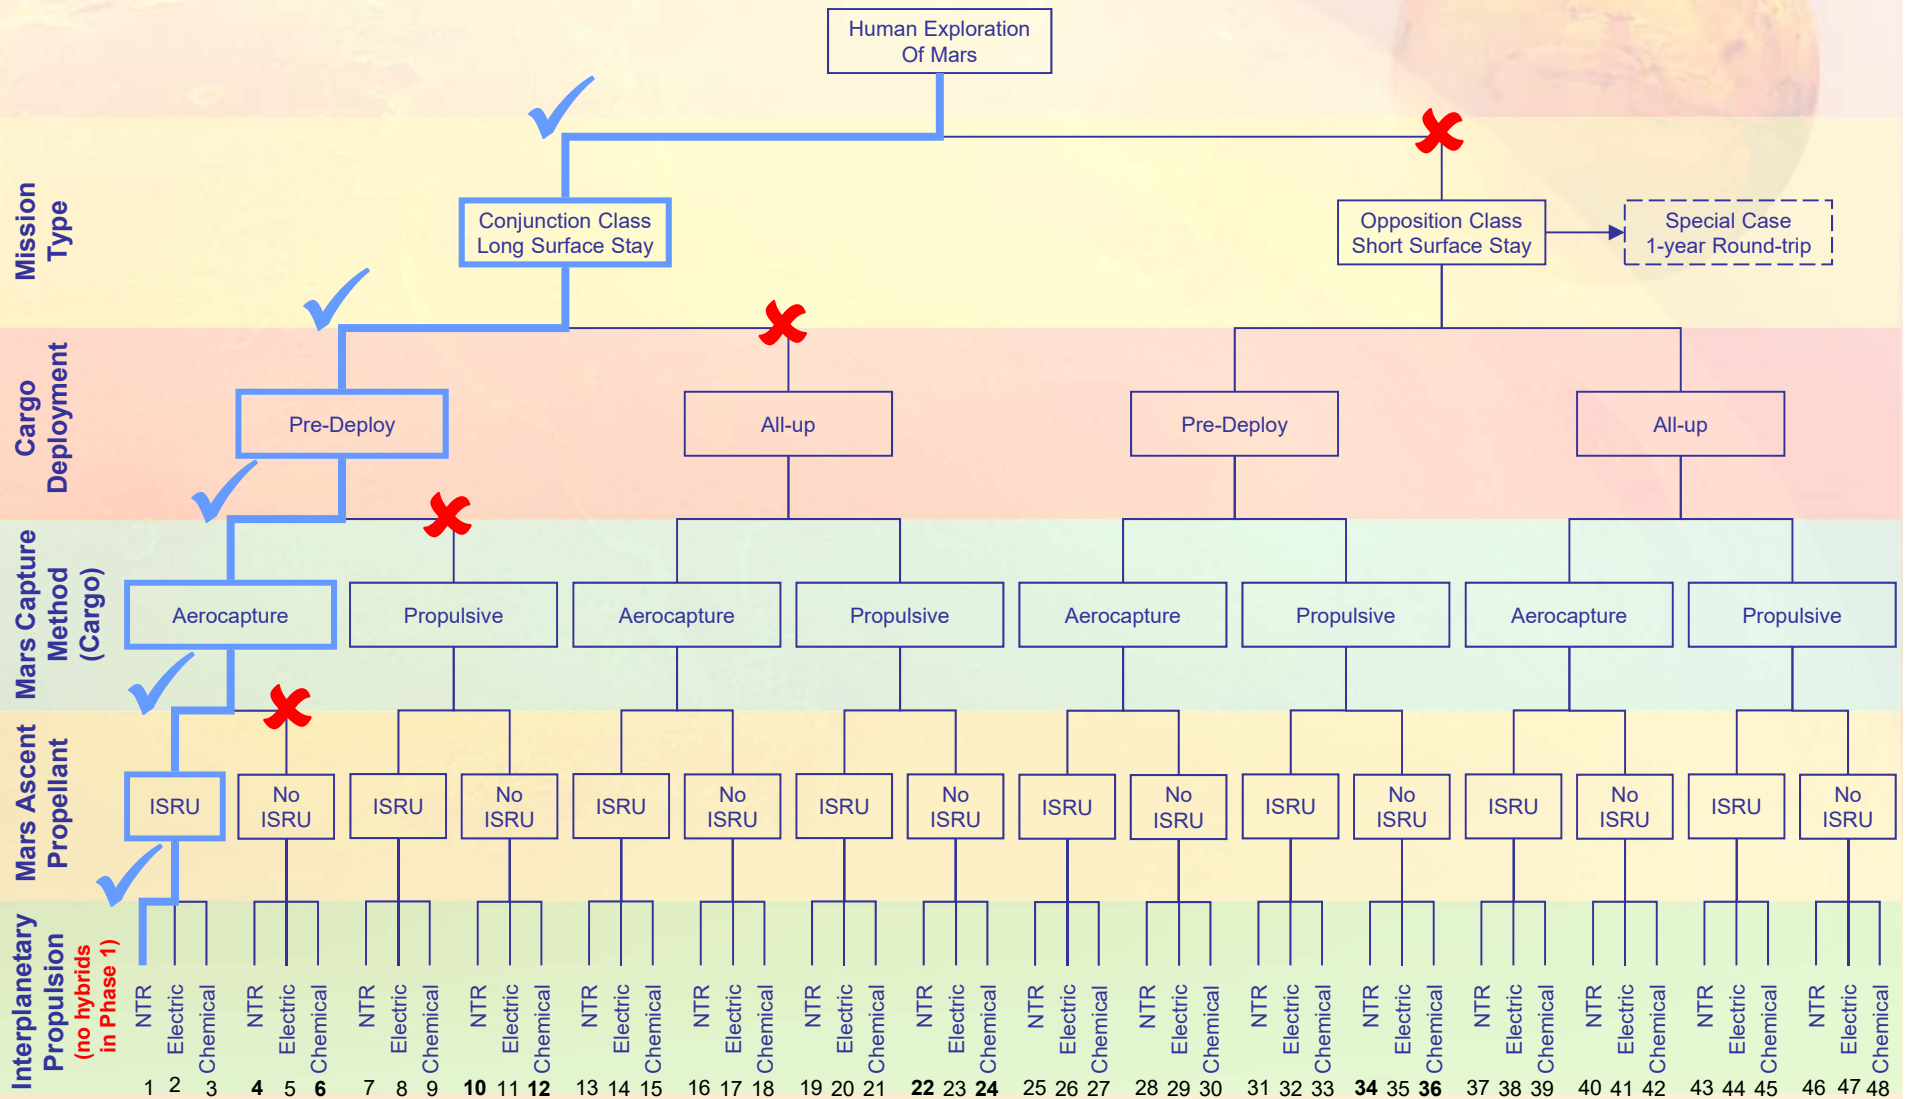 Human Exploration
Of Mars
Mission
Type
Conjunction Class
Long Surface Stay
Opposition Class
Short Surface Stay
Special Case
1-year Round-trip
Cargo
Deployment
Pre-Deploy
All-up
Pre-Deploy
All-up
Mars Capture
Method
(Cargo)
Aerocapture
Propulsive
Aerocapture
Propulsive
Aerocapture
Propulsive
Aerocapture
Propulsive
Mars Ascent
Propellant
ISRU
No
ISRU
ISRU
No
ISRU
ISRU
No
ISRU
ISRU
No
ISRU
ISRU
No
ISRU
ISRU
No
ISRU
ISRU
No
ISRU
ISRU
No
ISRU
Interplanetary
Propulsion
(no hybrids
in Phase 1)
NTR
Electric
Chemical
NTR
Electric
Chemical
NTR
Electric
Chemical
NTR
Electric
Chemical
NTR
Electric
Chemical
NTR
Electric
Chemical
NTR
Electric
Chemical
NTR
Electric
Chemical
NTR
Electric
Chemical
NTR
Electric
Chemical
NTR
Electric
Chemical
NTR
Electric
Chemical
NTR
Electric
Chemical
NTR
Electric
Chemical
NTR
Electric
Chemical
NTR
Electric
Chemical
1 2 3 4 5 6 7 8 9 10 11 12 13 14 15 16 17 18 19 20 21 22 23 24 25 26 27 28 29 30 31 32 33 34 35 36 37 38 39 40 41 42 43 44 45 46 47 48